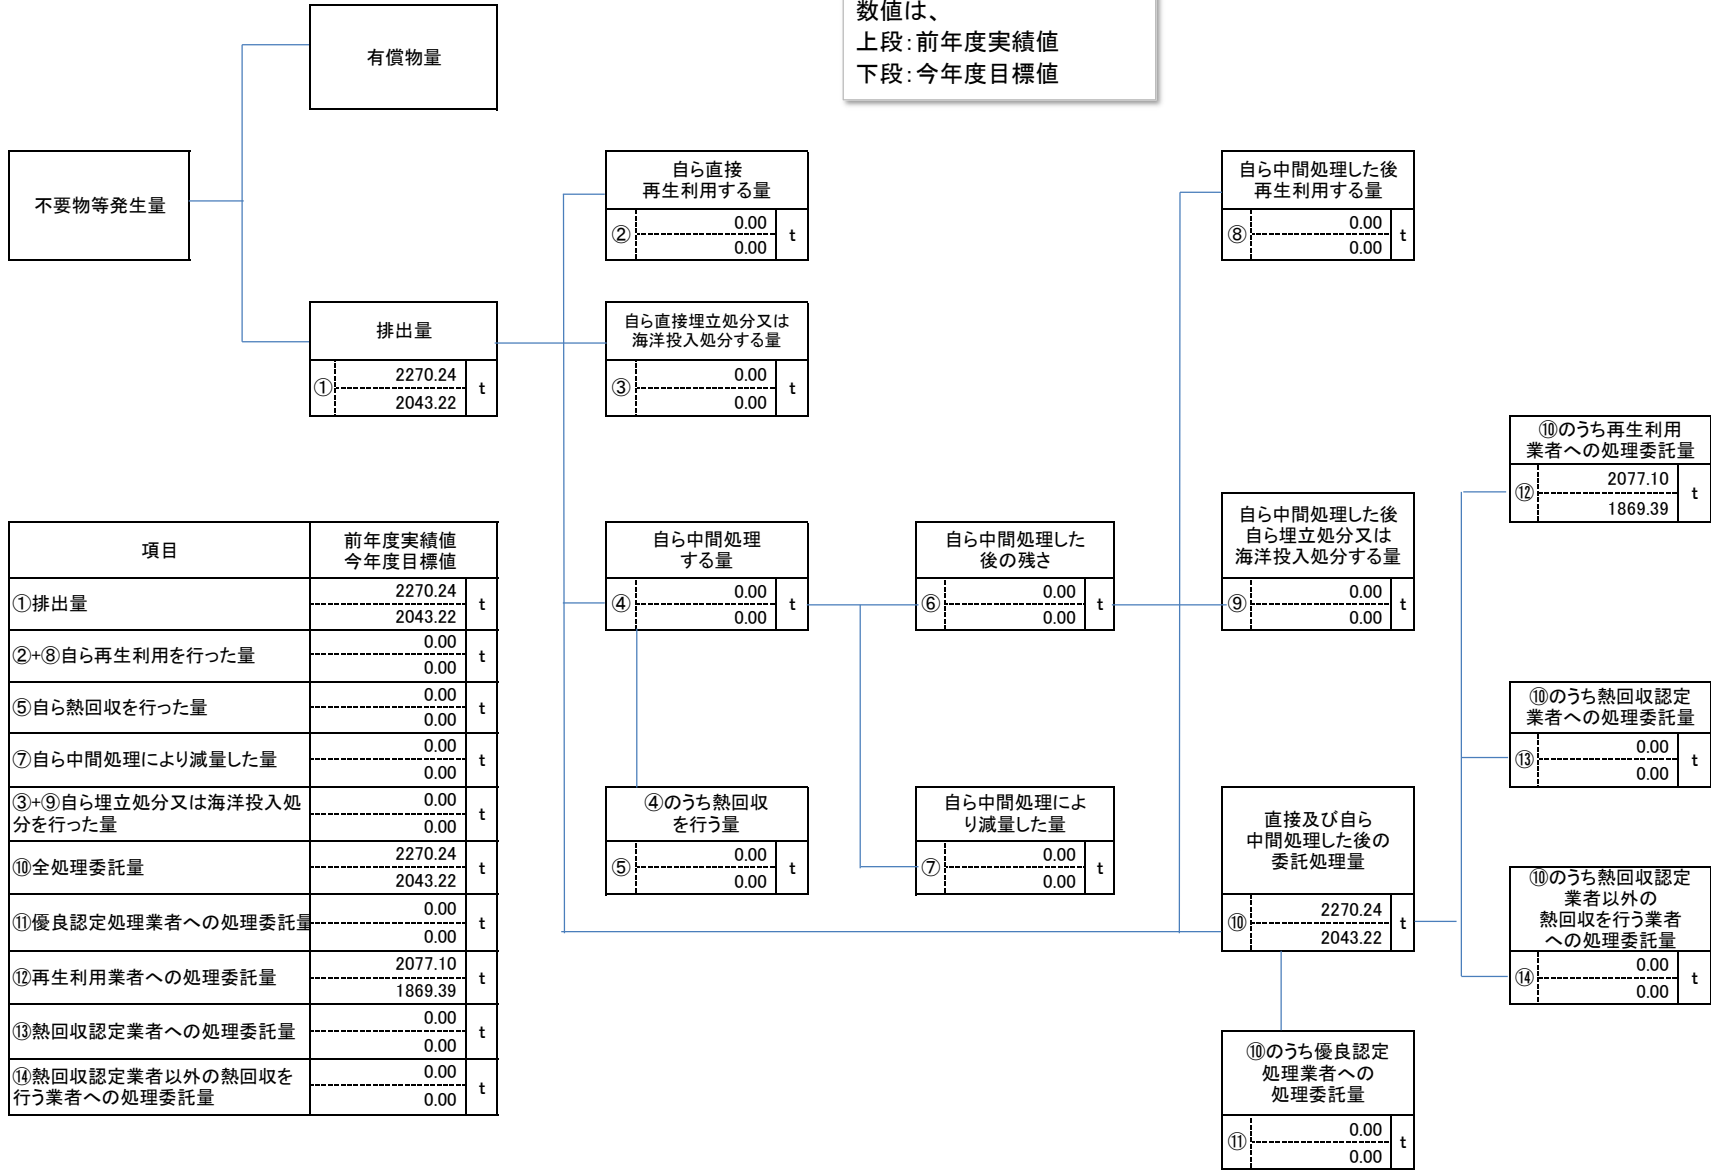 数値は、
上段：前年度実績値
下段：今年度目標値
有償物量
不要物等発生量
自ら直接
再生利用する量
②
0.00
0.00
t
自ら中間処理した後
再生利用する量
⑧
0.00
0.00
t
排出量
①
2270.24
2043.22
t
自ら直接埋立処分又は
海洋投入処分する量
③
0.00
0.00
t
⑩のうち再生利用
業者への処理委託量
⑫
2077.10
1869.39
t
自ら中間処理
する量
④
0.00
0.00
t
自ら中間処理した
後の残さ
⑥
0.00
0.00
t
自ら中間処理した後
自ら埋立処分又は
海洋投入処分する量
⑨
0.00
0.00
t
⑩のうち熱回収認定
業者への処理委託量
⑬
0.00
0.00
t
④のうち熱回収
を行う量
⑤
0.00
0.00
t
自ら中間処理によ
り減量した量
⑦
0.00
0.00
t
直接及び自ら
中間処理した後の
委託処理量
⑩
2270.24
2043.22
t
⑩のうち熱回収認定
業者以外の
熱回収を行う業者
への処理委託量
⑭
0.00
0.00
t
⑩のうち優良認定
処理業者への
処理委託量
⑪
0.00
0.00
t
項目
前年度実績値
今年度目標値
①排出量
2270.24
2043.22
t
②+⑧自ら再生利用を行った量
0.00
0.00
t
⑤自ら熱回収を行った量
0.00
0.00
t
⑦自ら中間処理により減量した量
0.00
0.00
t
③+⑨自ら埋立処分又は海洋投入処
分を行った量
0.00
0.00
t
⑩全処理委託量
2270.24
2043.22
t
⑪優良認定処理業者への処理委託量
0.00
0.00
t
⑫再生利用業者への処理委託量
2077.10
1869.39
t
⑬熱回収認定業者への処理委託量
0.00
0.00
t
⑭熱回収認定業者以外の熱回収を
行う業者への処理委託量
0.00
0.00
t